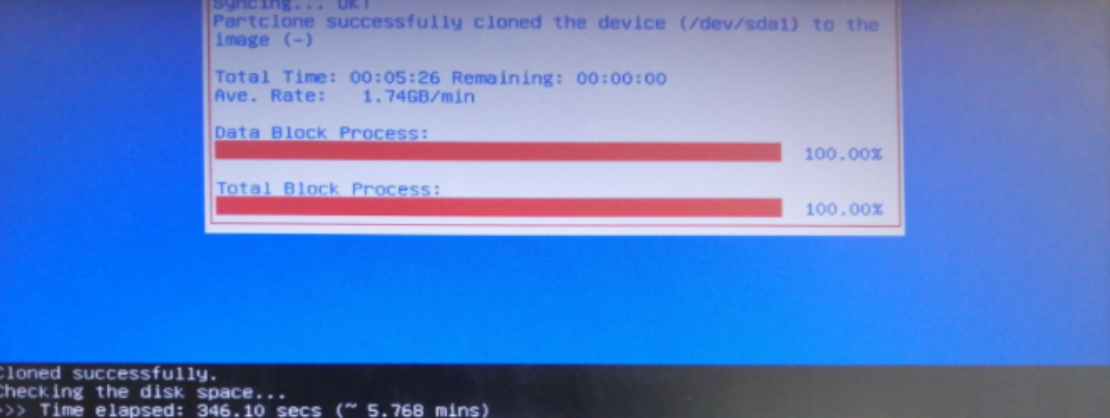 Syncing... OK!
Partclone successfully cloned the device (/dev/sda1) to the
image (-)
Total Time: 00:05:26 Remaining: 00:00:00
Ave. Rate: 1.74GB/min
Data Block Process:
100.00%
Total Block Process:
100.00%
Cloned successfully.
Checking the disk space...
>>> Time elapsed: 346.10 secs (~ 5.768 mins)